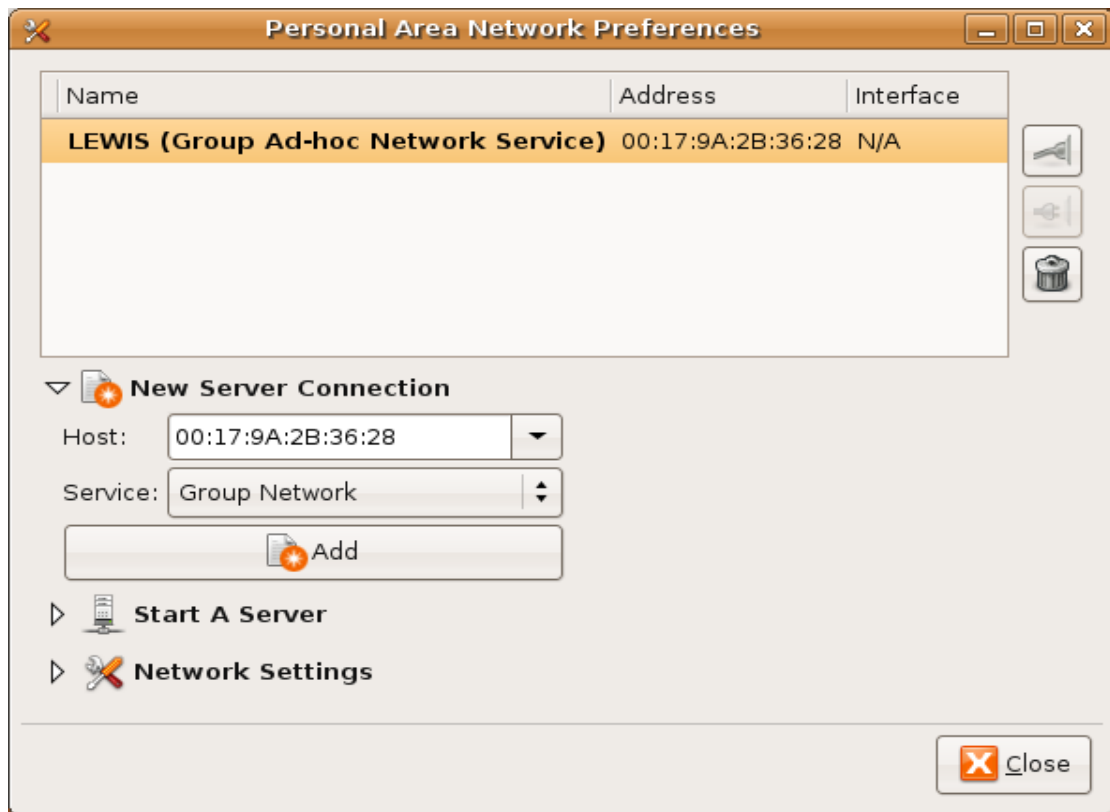 Personal Area Network Preferences
Name Address Interface
LEWIS (Group Ad-hoc Network Service) 00:17:9A:2B:36:28 N/A
New Server Connection
Host: 00:17:9A:2B:36:28
Service: Group Network
Add
Start A Server
Network Settings
Close